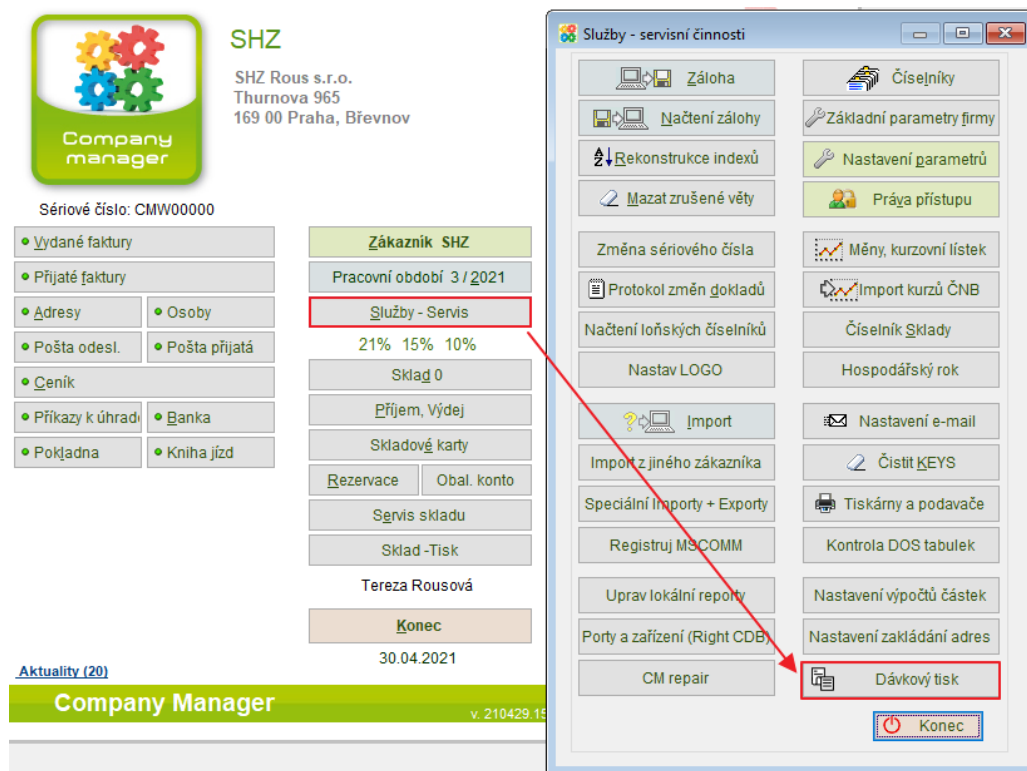 SHZ
SHZ Rous s.r.o.
Thurnova 965
169 00 Praha, Břevnov
Company
manager
Sériové číslo: CMW00000
Vydané faktury
Přijaté faktury
Adresy
Osoby
Pošta odesl.
Pošta přijatá
Ceník
Příkazy k úhrad
Banka
Pokladna
Kniha jízd
Zákazník SHZ
Pracovní období 3 / 2021
Služby - Servis
21% 15% 10%
Sklad 0
Příjem, Výdej
Skladové karty
Rezervace
Obal. konto
Servis skladu
Sklad -Tisk
Tereza Rousová
Konec
30.04.2021
Aktuality (20)
Company Manager
v. 210429.15
Služby - servisní činnosti
Záloha
Číselníky
Načtení zálohy
Základní parametry firmy
Rekonstrukce indexů
Nastavení parametrů
Mazat zrušené věty
Práva přístupu
Změna sériového čísla
Měny, kurzovní lístek
Protokol změn dokladů
Import kurzů ČNB
Načtení loňských číselníků
Číselník Sklady
Nastav LOGO
Hospodářský rok
Import
Nastavení e-mail
Import z jiného zákazníka
Čistit KEYS
Speciální Importy + Exporty
Tiskárny a podavače
Registruj MSCOMM
Kontrola DOS tabulek
Uprav lokální reporty
Nastavení výpočtů částek
Porty a zařízení (Right CDB)
Nastavení zakládání adres
CM repair
Dávkový tisk
Konec